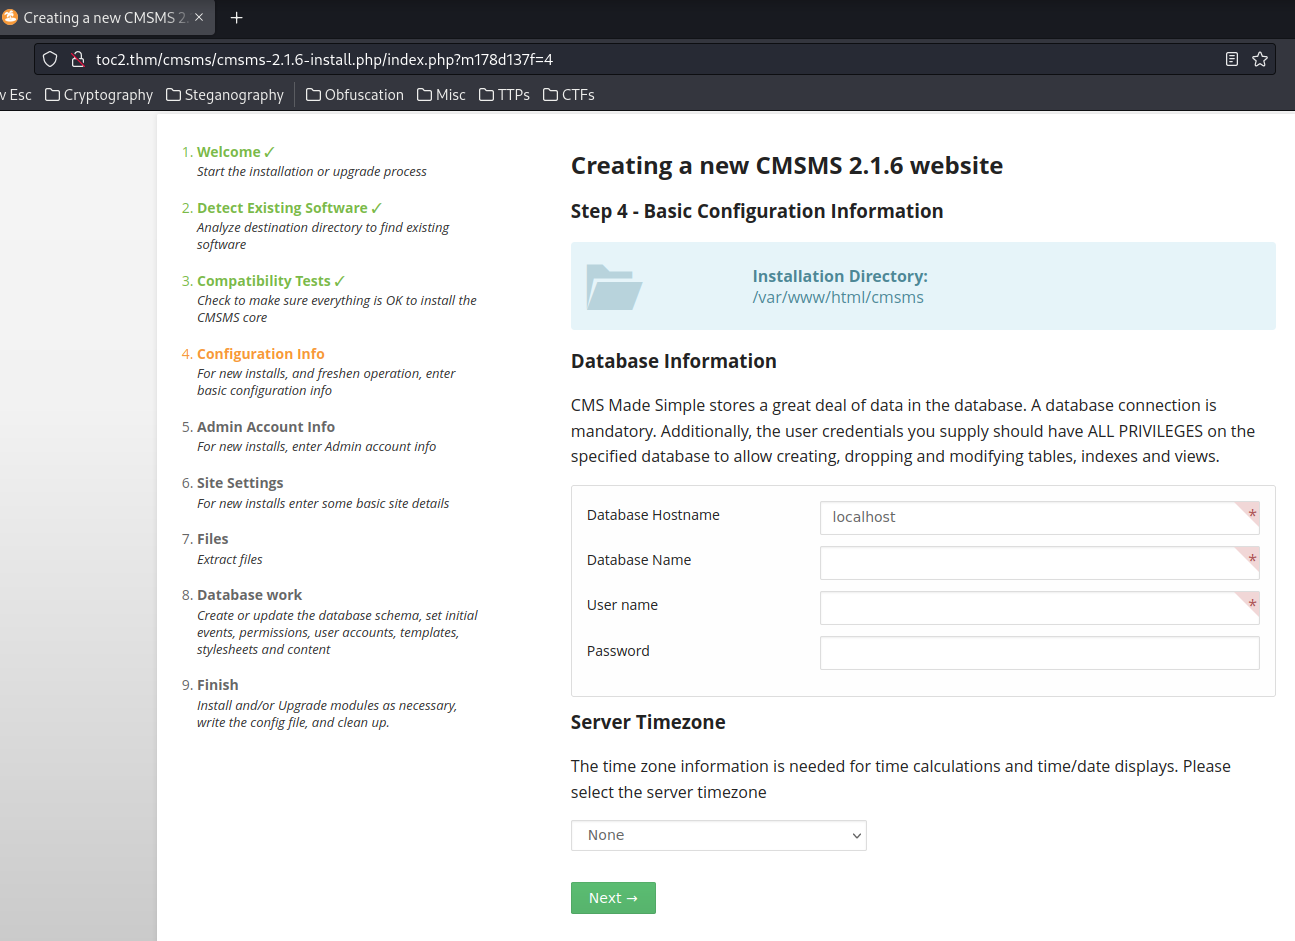 Creating a new CMSMS 2.
toc2.thm/cmsms/cmsms-2.1.6-install.php/index.php?m178d137f=4
v Esc Cryptography Steganography Obfuscation Misc TTPs CTFs
1. Welcome ✓
Start the installation or upgrade process
2. Detect Existing Software ✓
Analyze destination directory to find existing
software
3. Compatibility Tests ✓
Check to make sure everything is OK to install the
CMSMS core
4. Configuration Info
For new installs, and freshen operation, enter
basic configuration info
5. Admin Account Info
For new installs, enter Admin account info
6. Site Settings
For new installs enter some basic site details
7. Files
Extract files
8. Database work
Create or update the database schema, set initial
events, permissions, user accounts, templates,
stylesheets and content
9. Finish
Install and/or Upgrade modules as necessary,
write the config file, and clean up.
Creating a new CMSMS 2.1.6 website
Step 4 - Basic Configuration Information
Installation Directory:
/var/www/html/cmsms
Database Information
CMS Made Simple stores a great deal of data in the database. A database connection is
mandatory. Additionally, the user credentials you supply should have ALL PRIVILEGES on the
specified database to allow creating, dropping and modifying tables, indexes and views.
Database Hostname localhost *
Database Name *
User name *
Password
Server Timezone
The time zone information is needed for time calculations and time/date displays. Please
select the server timezone
None
Next →